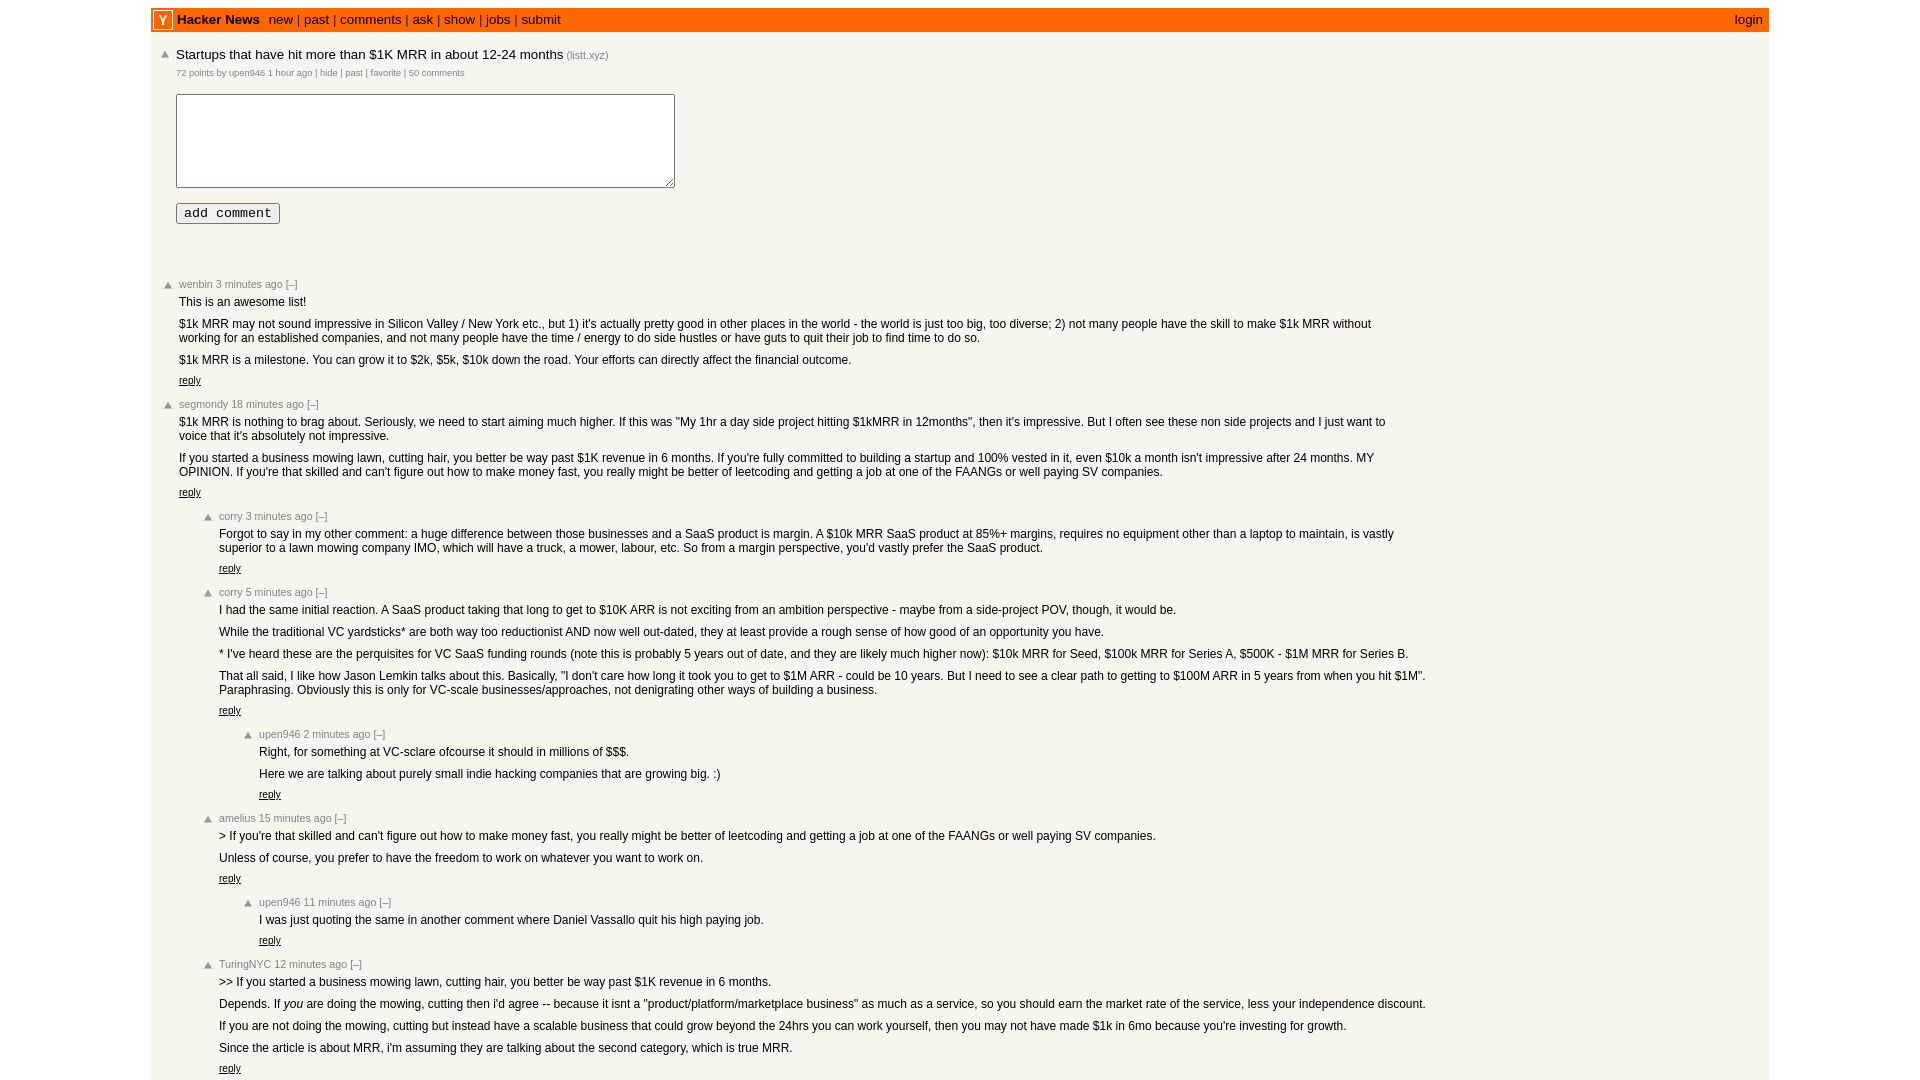 Y Hacker News new | past | comments | ask | show | jobs | submit login
Startups that have hit more than $1K MRR in about 12-24 months (listt.xyz)
72 points by upen946 1 hour ago | hide | past | favorite | 50 comments
add comment
wenbin 3 minutes ago [–]
This is an awesome list!
$1k MRR may not sound impressive in Silicon Valley / New York etc., but 1) it's actually pretty good in other places in the world - the world is just too big, too diverse; 2) not many people have the skill to make $1k MRR without
working for an established companies, and not many people have the time / energy to do side hustles or have guts to quit their job to find time to do so.
$1k MRR is a milestone. You can grow it to $2k, $5k, $10k down the road. Your efforts can directly affect the financial outcome.
reply
segmondy 18 minutes ago [–]
$1k MRR is nothing to brag about. Seriously, we need to start aiming much higher. If this was "My 1hr a day side project hitting $1kMRR in 12months", then it's impressive. But I often see these non side projects and I just want to
voice that it's absolutely not impressive.
If you started a business mowing lawn, cutting hair, you better be way past $1K revenue in 6 months. If you're fully committed to building a startup and 100% vested in it, even $10k a month isn't impressive after 24 months. MY
OPINION. If you're that skilled and can't figure out how to make money fast, you really might be better of leetcoding and getting a job at one of the FAANGs or well paying SV companies.
reply
corry 3 minutes ago [–]
Forgot to say in my other comment: a huge difference between those businesses and a SaaS product is margin. A $10k MRR SaaS product at 85%+ margins, requires no equipment other than a laptop to maintain, is vastly
superior to a lawn mowing company IMO, which will have a truck, a mower, labour, etc. So from a margin perspective, you'd vastly prefer the SaaS product.
reply
corry 5 minutes ago [–]
I had the same initial reaction. A SaaS product taking that long to get to $10K ARR is not exciting from an ambition perspective - maybe from a side-project POV, though, it would be.
While the traditional VC yardsticks* are both way too reductionist AND now well out-dated, they at least provide a rough sense of how good of an opportunity you have.
* I've heard these are the perquisites for VC SaaS funding rounds (note this is probably 5 years out of date, and they are likely much higher now): $10k MRR for Seed, $100k MRR for Series A, $500K - $1M MRR for Series B.
That all said, I like how Jason Lemkin talks about this. Basically, "I don't care how long it took you to get to $1M ARR - could be 10 years. But I need to see a clear path to getting to $100M ARR in 5 years from when you hit $1M".
Paraphrasing. Obviously this is only for VC-scale businesses/approaches, not denigrating other ways of building a business.
reply
upen946 2 minutes ago [–]
Right, for something at VC-sclare ofcourse it should in millions of $$$.
Here we are talking about purely small indie hacking companies that are growing big. :)
reply
amelius 15 minutes ago [–]
> If you're that skilled and can't figure out how to make money fast, you really might be better of leetcoding and getting a job at one of the FAANGs or well paying SV companies.
Unless of course, you prefer to have the freedom to work on whatever you want to work on.
reply
upen946 11 minutes ago [–]
I was just quoting the same in another comment where Daniel Vassallo quit his high paying job.
reply
TuringNYC 12 minutes ago [–]
>> If you started a business mowing lawn, cutting hair, you better be way past $1K revenue in 6 months.
Depends. If you are doing the mowing, cutting then i'd agree -- because it isnt a "product/platform/marketplace business" as much as a service, so you should earn the market rate of the service, less your independence discount.
If you are not doing the mowing, cutting but instead have a scalable business that could grow beyond the 24hrs you can work yourself, then you may not have made $1k in 6mo because you're investing for growth.
Since the article is about MRR, i'm assuming they are talking about the second category, which is true MRR.
reply